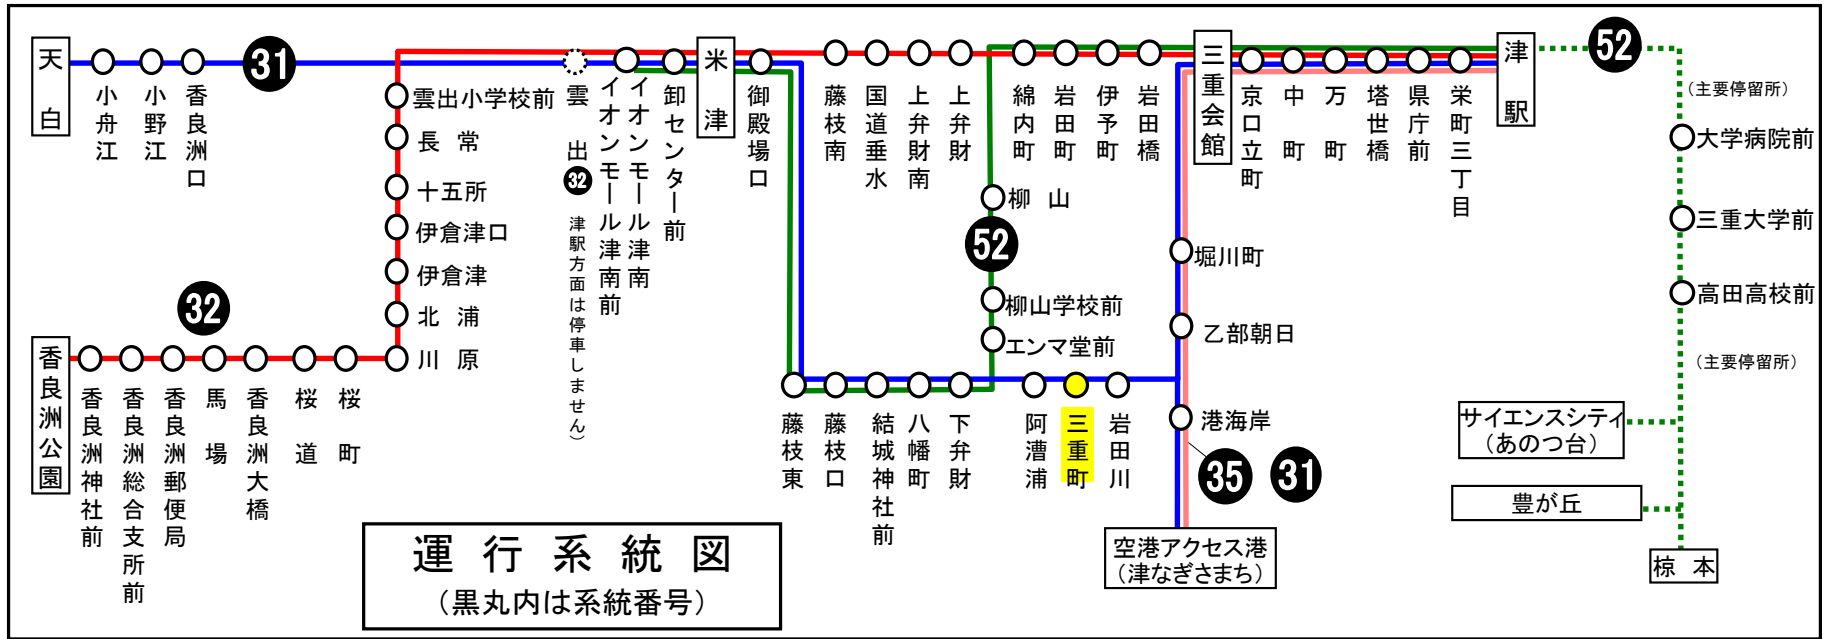 天白
小舟江
小野江
香良洲口
31
雲出小学校前
長常
十五所
伊倉津口
伊倉津
北浦
川原
32
香良洲公園
香良洲神社前
香良洲総合支所前
香良洲郵便局
馬場
香良洲大橋
桜道
桜町
雲出
32
津駅方面は停車しません)
イオンモール津南前
イオンモール津南
卸センター前
米津
御殿場口
藤枝南
国道垂水
上弁財南
上弁財
綿内町
岩田町
伊予町
岩田橋
三重会館
京口立町
中町
万町
塔世橋
県庁前
栄町三丁目
津駅
52
(主要停留所)
大学病院前
三重大学前
高田高校前
(主要停留所)
サイエンスシティ
(あのつ台)
豊が丘
椋本
柳山
52
柳山学校前
エンマ堂前
藤枝東
藤枝口
結城神社前
八幡町
下弁財
阿漕浦
三重町
岩田川
堀川町
乙部朝日
港海岸
35
31
空港アクセス港
(津なぎさまち)
運行系統図
(黒丸内は系統番号)